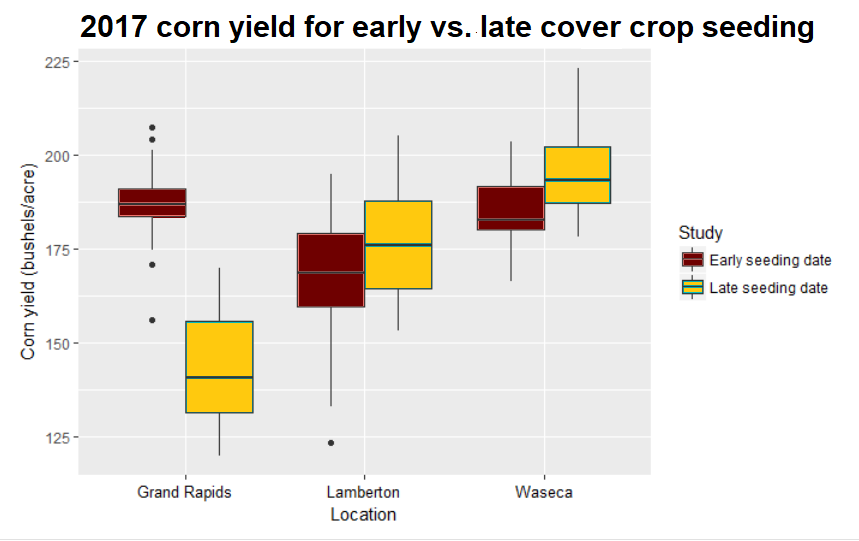 2017 corn yield for early vs. late cover crop seeding
225
200
175
150
125
Corn yield (bushels/acre)
Grand Rapids
Lamberton
Waseca
Location
Study
Early seeding date
Late seeding date